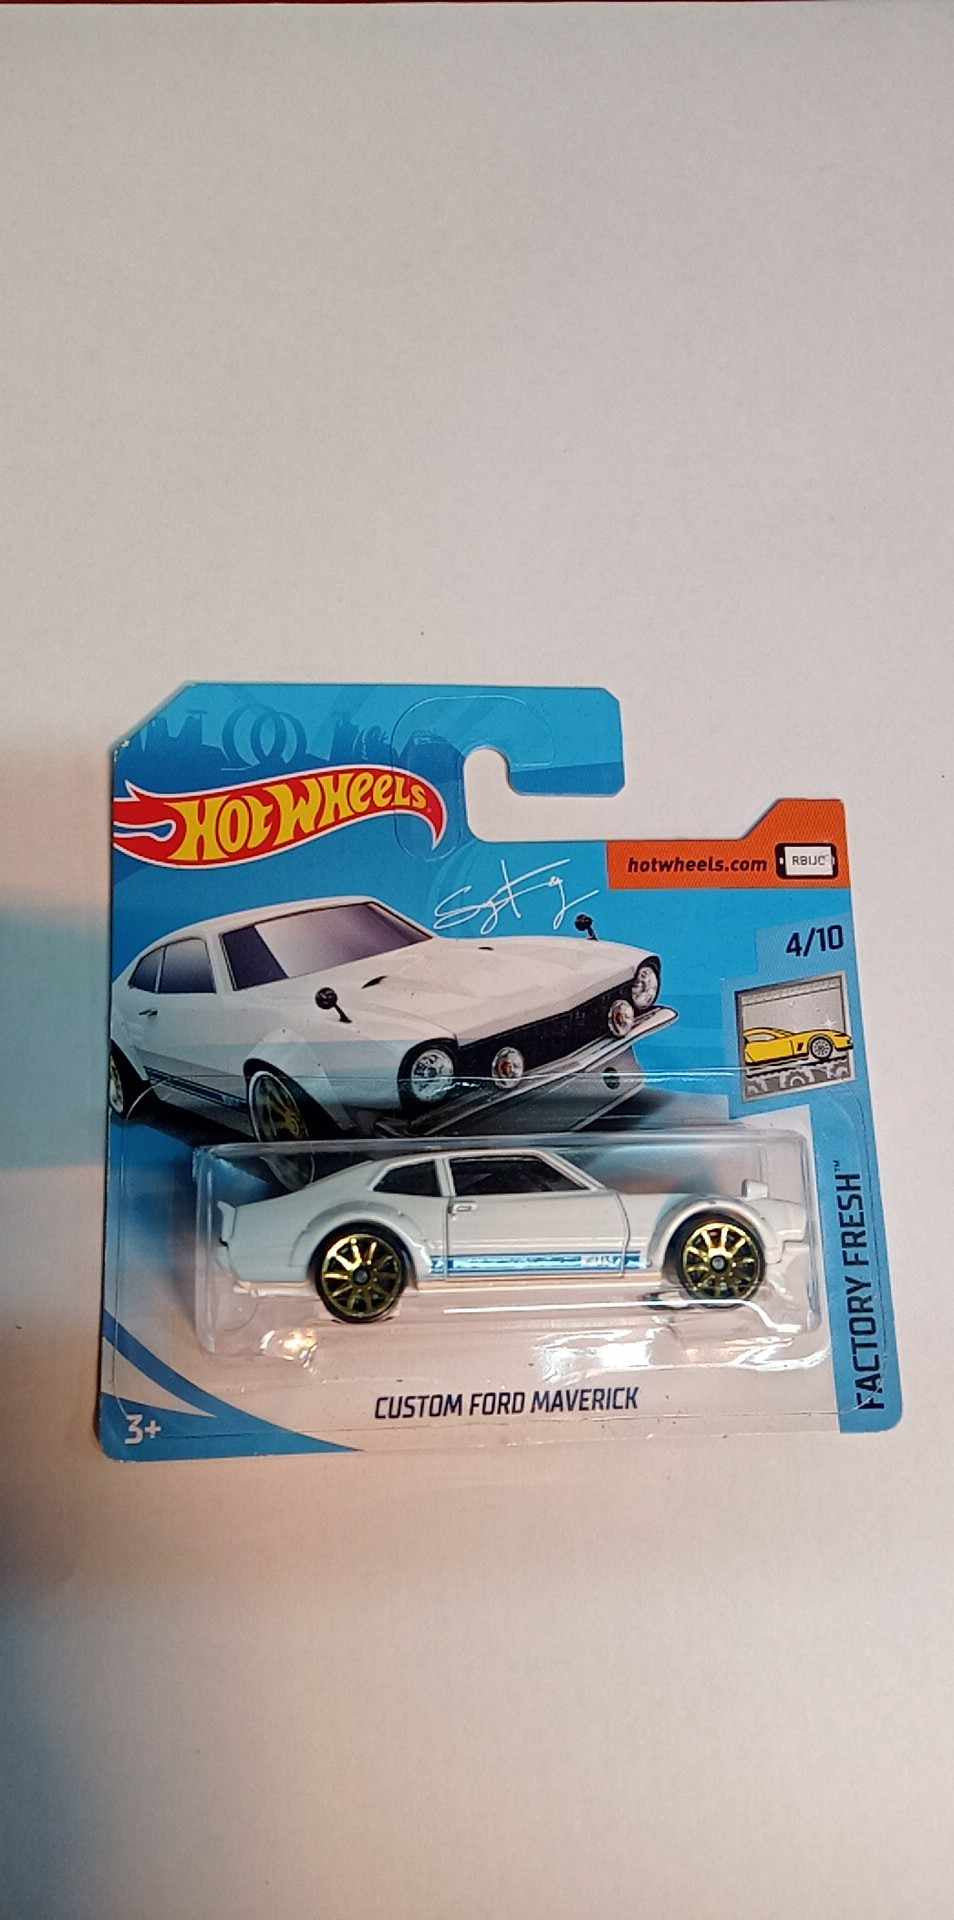 HOT WHEELS
hotwheels.com
RBIJC
4/10
FACTORY FRESH™
CUSTOM FORD MAVERICK
3+